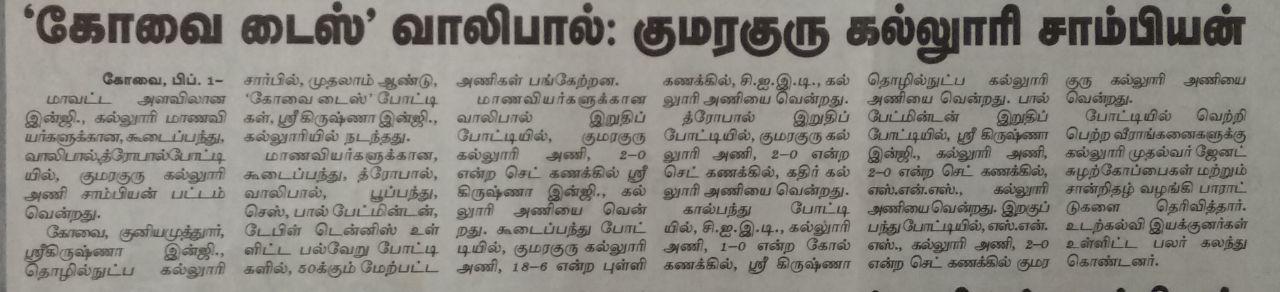 ‘கோவை டைஸ்’ வாலிபால்: குமரகுரு கல்லூரி சாம்பியன்
கோவை, பிப். 1-
மாவட்ட அளவிலான
இன்ஜி., கல்லூரி மாணவி
யர்களுக்கான, கூடைப்பந்து,
வாலிபால்,த்ரோபால்போட்டி
யில், குமரகுரு கல்லூரி
அணி சாம்பியன் பட்டம்
வென்றது.
கோவை, குனியமுத்தூர்,
ஸ்ரீகிருஷ்ணா இன்ஜி.,
தொழில்நுட்ப கல்லூரி
சார்பில், முதலாம் ஆண்டு,
‘கோவை டைஸ்’ போட்டி
கள், ஸ்ரீகிருஷ்ணா இன்ஜி.,
கல்லூரியில் நடந்தது.
மாணவியர்களுக்கான,
கூடைப்பந்து, த்ரோபால்,
வாலிபால், பூப்பந்து,
செஸ், பால் பேட்மின்டன்,
டேபிள் டென்னிஸ் உள்
ளிட்ட பல்வேறு போட்டி
களில், 50க்கும் மேற்பட்ட
அணிகள் பங்கேற்றன.
மாணவியர்களுக்கான
வாலிபால் இறுதிப்
போட்டியில், குமரகுரு
கல்லூரி அணி, 2-0
என்ற செட் கணக்கில் ஸ்ரீ
கிருஷ்ணா இன்ஜி., கல்
லூரி அணியை வென்
றது. கூடைப்பந்து போட்
டியில், குமரகுரு கல்லூரி
அணி, 18-6 என்ற புள்ளி
கணக்கில், சி.ஐ.இ.டி., கல்
லூரி அணியை வென்றது.
த்ரோபால் இறுதிப்
போட்டியில், குமரகுரு கல்
லூரி அணி, 2-0 என்ற
செட் கணக்கில், கதிர் கல்
லூரி அணியை வென்றது.
கால்பந்து போட்டி
யில், சி.ஐ.இ.டி., கல்லூரி
அணி, 1-0 என்ற கோல்
கணக்கில், ஸ்ரீ கிருஷ்ணா
தொழில்நுட்ப கல்லூரி
அணியை வென்றது. பால்
பேட்மின்டன் இறுதிப்
போட்டியில், ஸ்ரீ கிருஷ்ணா
இன்ஜி., கல்லூரி அணி,
2-0 என்ற செட் கணக்கில்,
எஸ்.என்.எஸ்., கல்லூரி
அணியை வென்றது. இறகுப்
பந்து போட்டியில், எஸ்.என்.
எஸ்., கல்லூரி அணி, 2-0
என்ற செட் கணக்கில் குமர
குரு கல்லூரி அணியை
வென்றது.
போட்டியில் வெற்றி
பெற்ற வீராங்கனைகளுக்கு
கல்லூரி முதல்வர் ஜேனட்
சுழற்கோப்பைகள் மற்றும்
சான்றிதழ் வழங்கி பாராட்
டுகளை தெரிவித்தார்.
உடற்கல்வி இயக்குனர்கள்
உள்ளிட்ட பலர் கலந்து
கொண்டனர்.